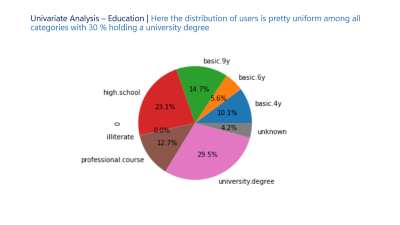 Univariate Analysis – Education | Here the distribution of users is pretty uniform among all
categories with 30 % holding a university degree
basic.9y
basic.6y
high.school
14.7%
5.6%
basic.4y
23.1%
10.1%
0
0.0%
4.2%
unknown
illiterate
12.7%
professional.course
29.5%
university.degree